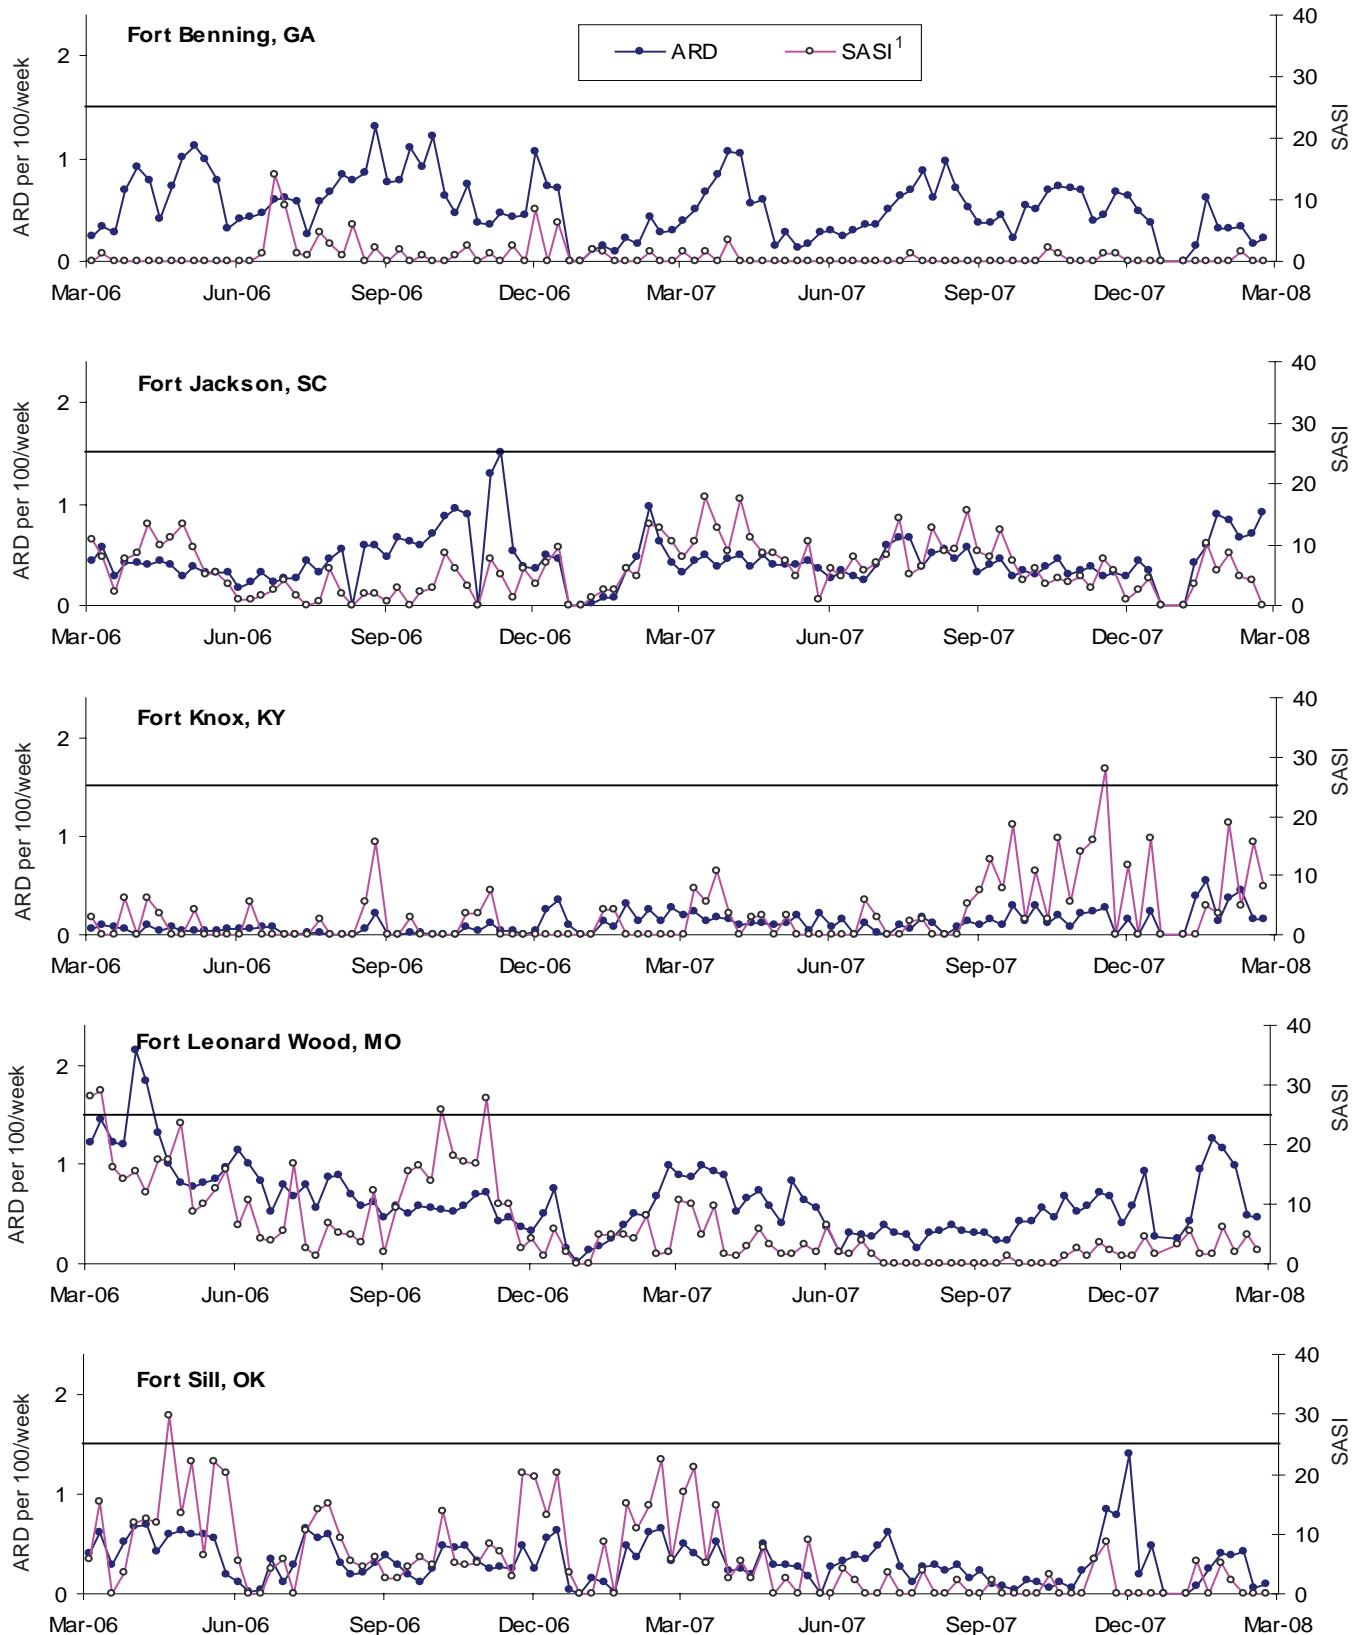 Fort Benning, GA
ARD
SASI1
ARD per 100/week
2
1
0
40
30
20
10
0
SASI
Mar-06 Jun-06 Sep-06 Dec-06 Mar-07 Jun-07 Sep-07 Dec-07 Mar-08
Fort Jackson, SC
ARD per 100/week
2
1
0
40
30
20
10
0
SASI
Mar-06 Jun-06 Sep-06 Dec-06 Mar-07 Jun-07 Sep-07 Dec-07 Mar-08
Fort Knox, KY
ARD per 100/week
2
1
0
40
30
20
10
0
SASI
Mar-06 Jun-06 Sep-06 Dec-06 Mar-07 Jun-07 Sep-07 Dec-07 Mar-08
Fort Leonard Wood, MO
ARD per 100/week
2
1
0
40
30
20
10
0
SASI
Mar-06 Jun-06 Sep-06 Dec-06 Mar-07 Jun-07 Sep-07 Dec-07 Mar-08
Fort Sill, OK
ARD per 100/week
2
1
0
40
30
20
10
0
SASI
Mar-06 Jun-06 Sep-06 Dec-06 Mar-07 Jun-07 Sep-07 Dec-07 Mar-08